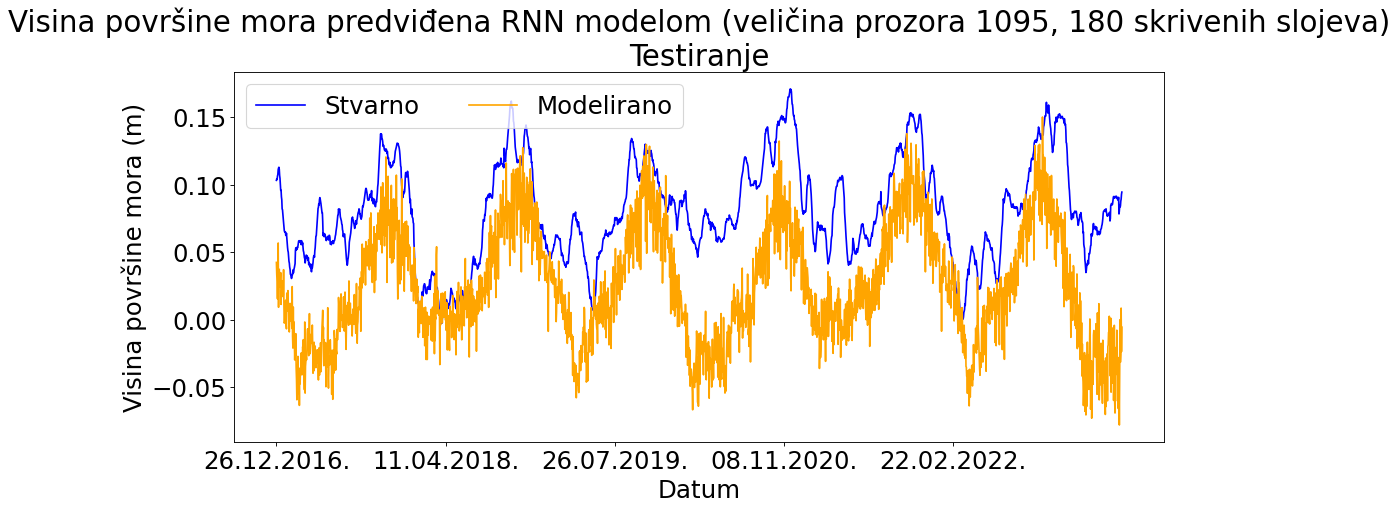 Visina površine mora predviđena RNN modelom (veličina prozora 1095, 180 skrivenih slojeva)
Testiranje
Stvarno
Modelirano
Visina površine mora (m)
0.15
0.10
0.05
0.00
−0.05
26.12.2016.
11.04.2018.
26.07.2019.
08.11.2020.
22.02.2022.
Datum